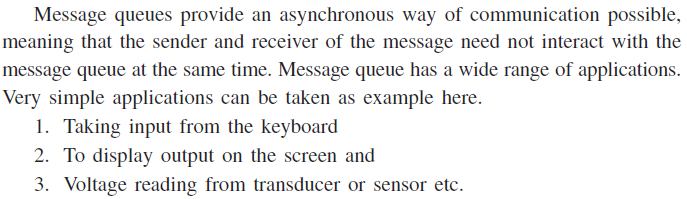 Message queues provide an asynchronous way of communication possible,
meaning that the sender and receiver of the message need not interact with the
message queue at the same time. Message queue has a wide range of applications.
Very simple applications can be taken as example here.
1. Taking input from the keyboard
2. To display output on the screen and
3. Voltage reading from transducer or sensor etc.